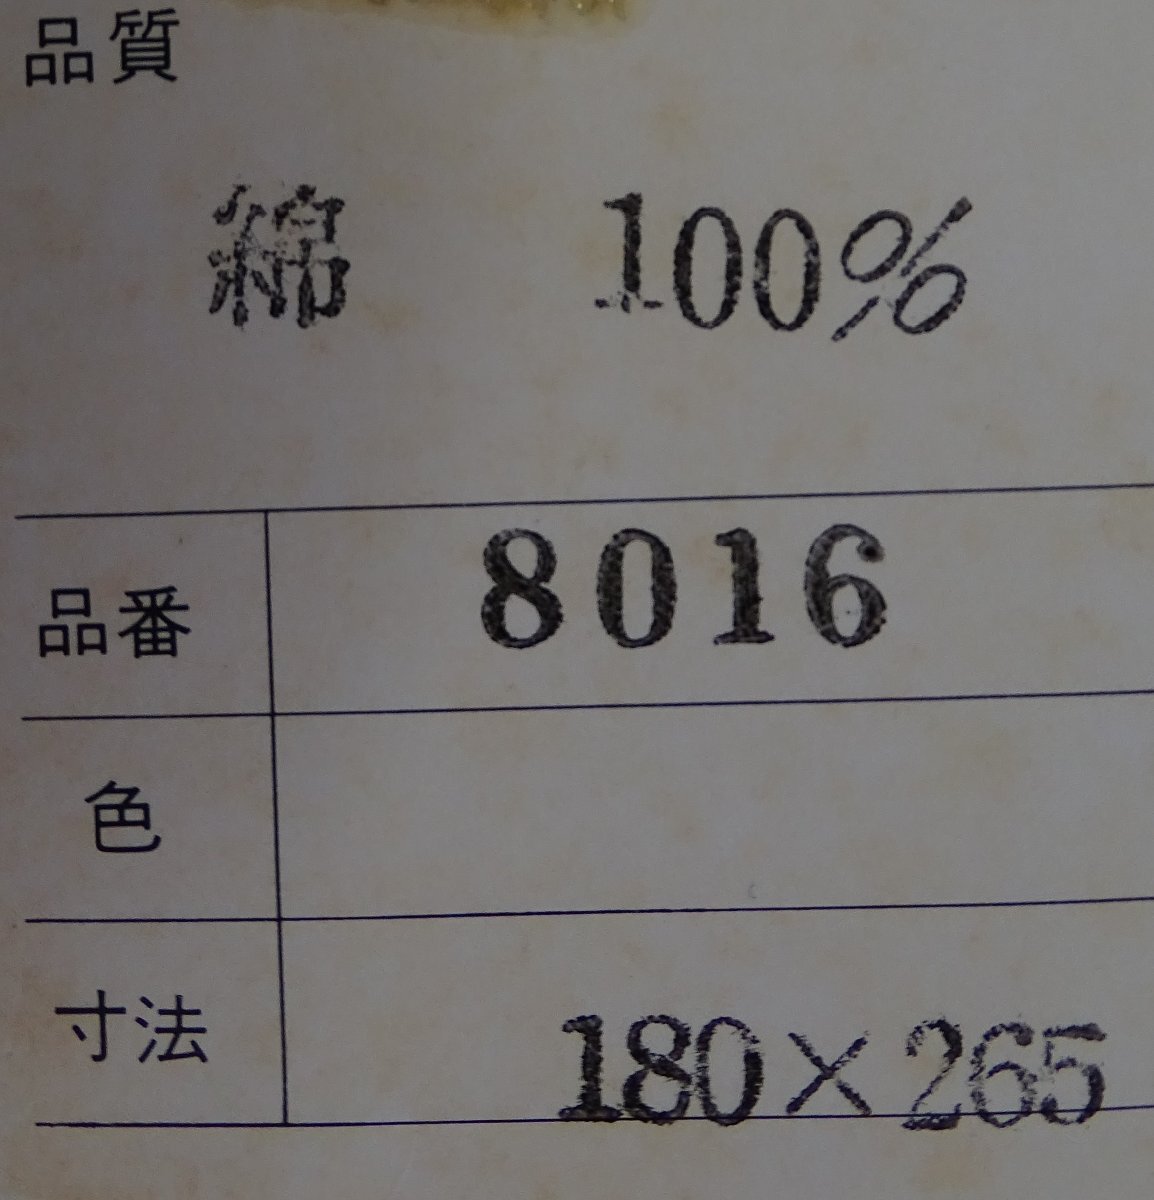 品質
綿 100%
品番 8016
色
寸法 180×265